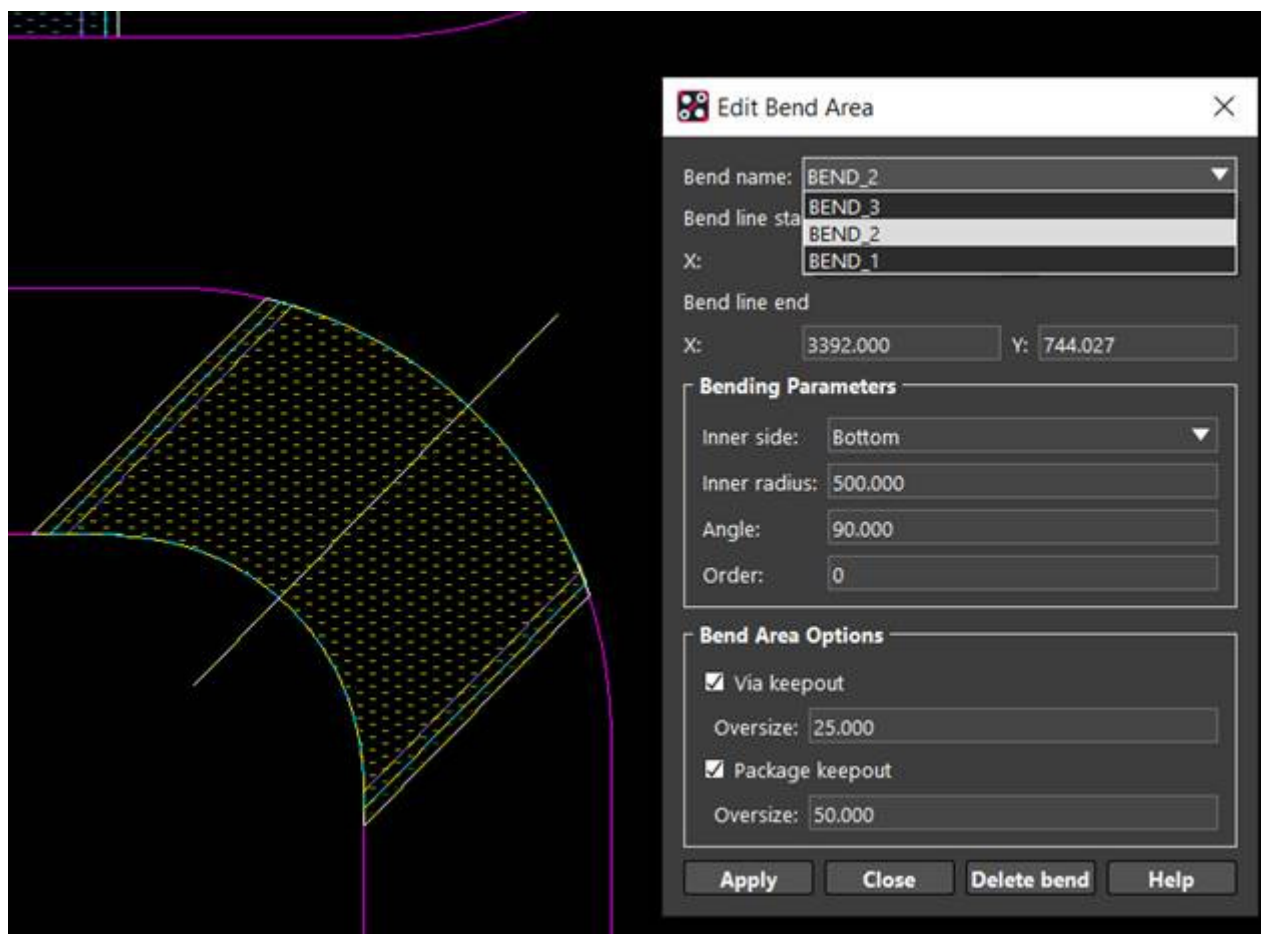 Edit Bend Area
Bend name: BEND_2
BEND_3
Bend line sta
BEND_2
X:
BEND_1
Bend line end
X: 3392.000 Y: 744.027
Bending Parameters
Inner side: Bottom
Inner radius: 500.000
Angle: 90.000
Order: 0
Bend Area Options
Via keepout
Oversize: 25.000
Package keepout
Oversize: 50.000
Apply Close Delete bend Help